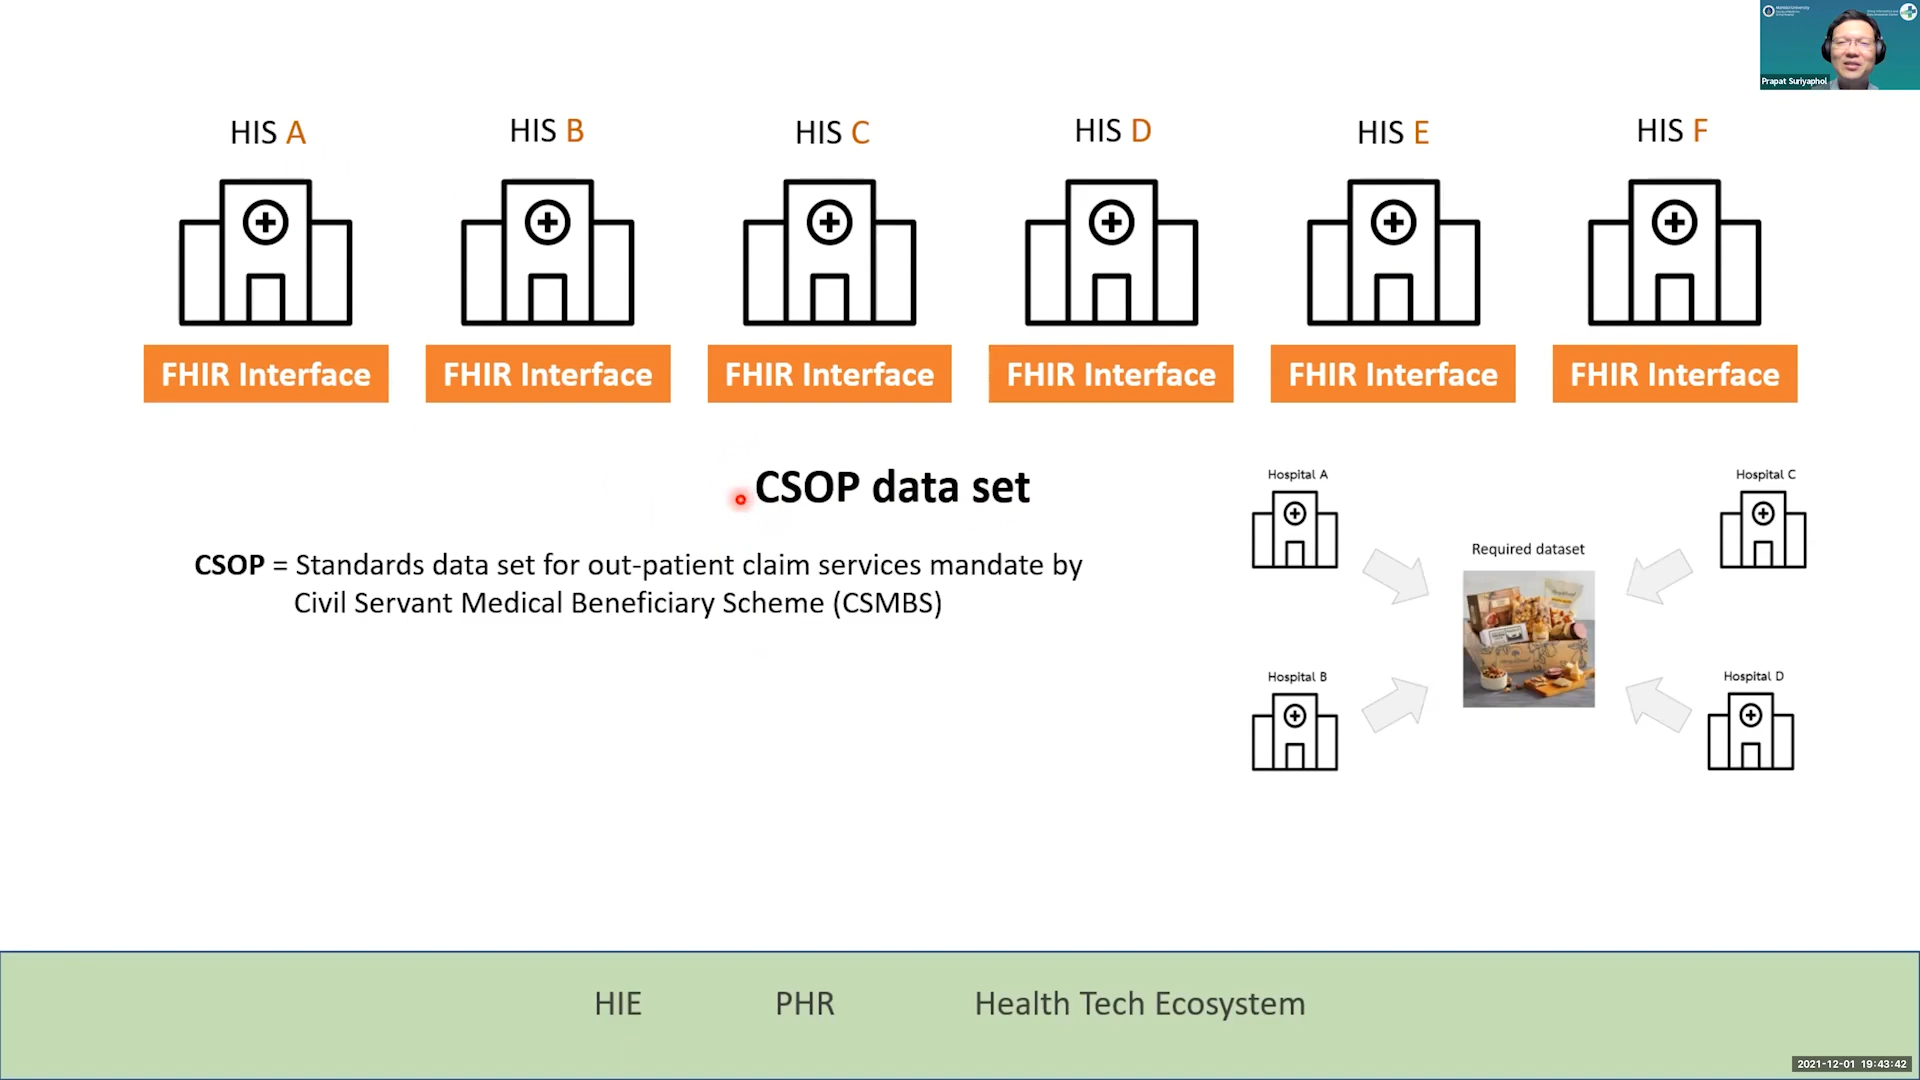 Mahidol University
Prapat Suriyaphol
HIS A
HIS B
HIS C
HIS D
HIS E
HIS F
FHIR Interface
FHIR Interface
FHIR Interface
FHIR Interface
FHIR Interface
FHIR Interface
CSOP data set
CSOP = Standards data set for out-patient claim services mandate by
Civil Servant Medical Beneficiary Scheme (CSMBS)
Hospital A
Hospital C
Required dataset
Hospital B
Hospital D
HIE
PHR
Health Tech Ecosystem
2021-12-01 19:43:42